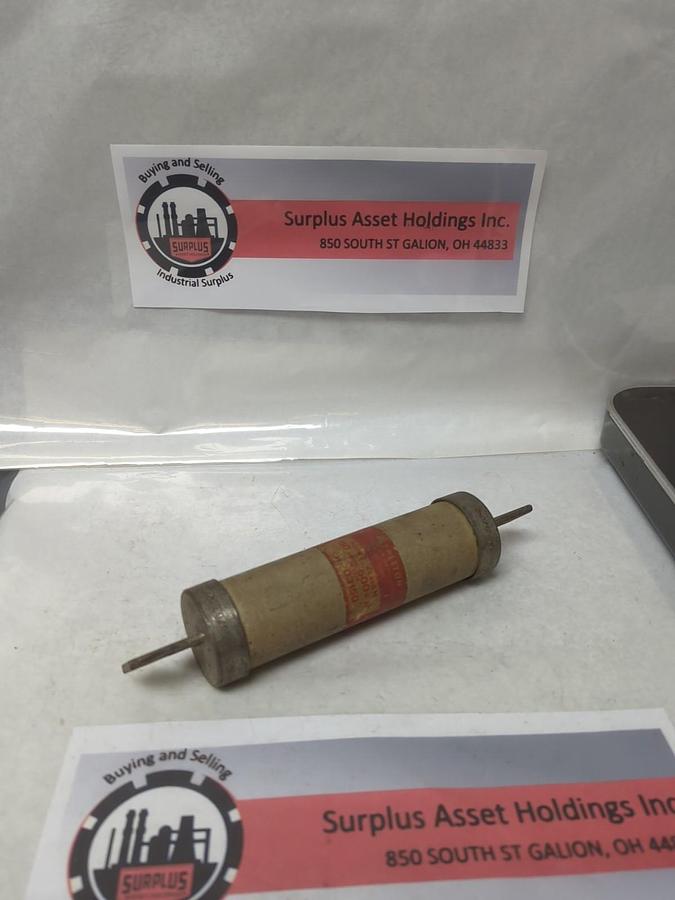 Buying and Selling
SURPLUS
Industrial Surplus
Surplus Asset Holdings Inc.
850 SOUTH ST GALION, OH 44833
Buying and Selling
SURPLUS
Surplus Asset Holdings Inc
850 SOUTH ST GALION, OH 44